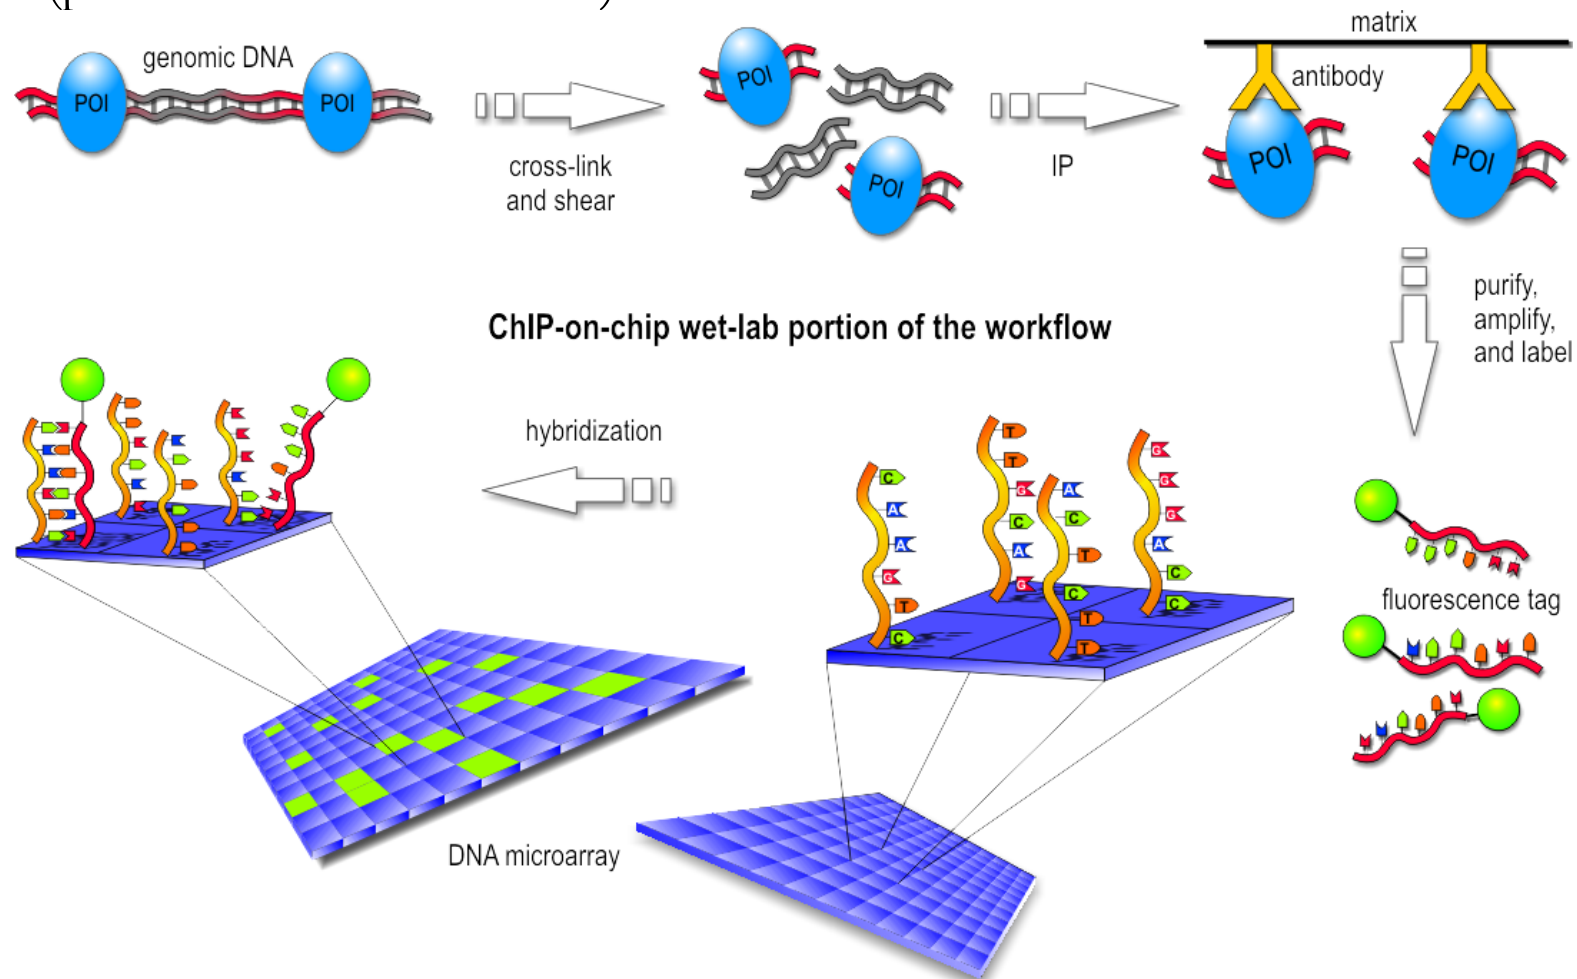 genomic DNA
POI
POI
cross-link
and shear
POI
POI
IP
matrix
antibody
POI
POI
purify,
amplify,
and label
ChIP-on-chip wet-lab portion of the workflow
hybridization
C
A
A
G
T
C
T
T
G
C
A
G
A
C
T
C
T
T
G
G
G
A
C
C
fluorescence tag
DNA microarray